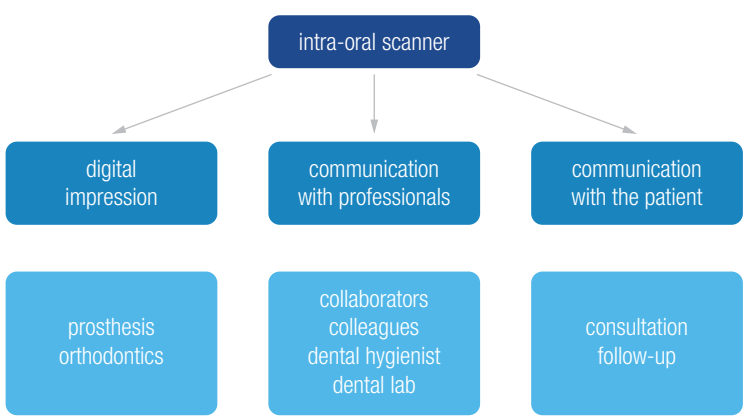 intra-oral scanner
digital
impression
communication
with professionals
communication
with the patient
prosthesis
orthodontics
collaborators
colleagues
dental hygienist
dental lab
consultation
follow-up